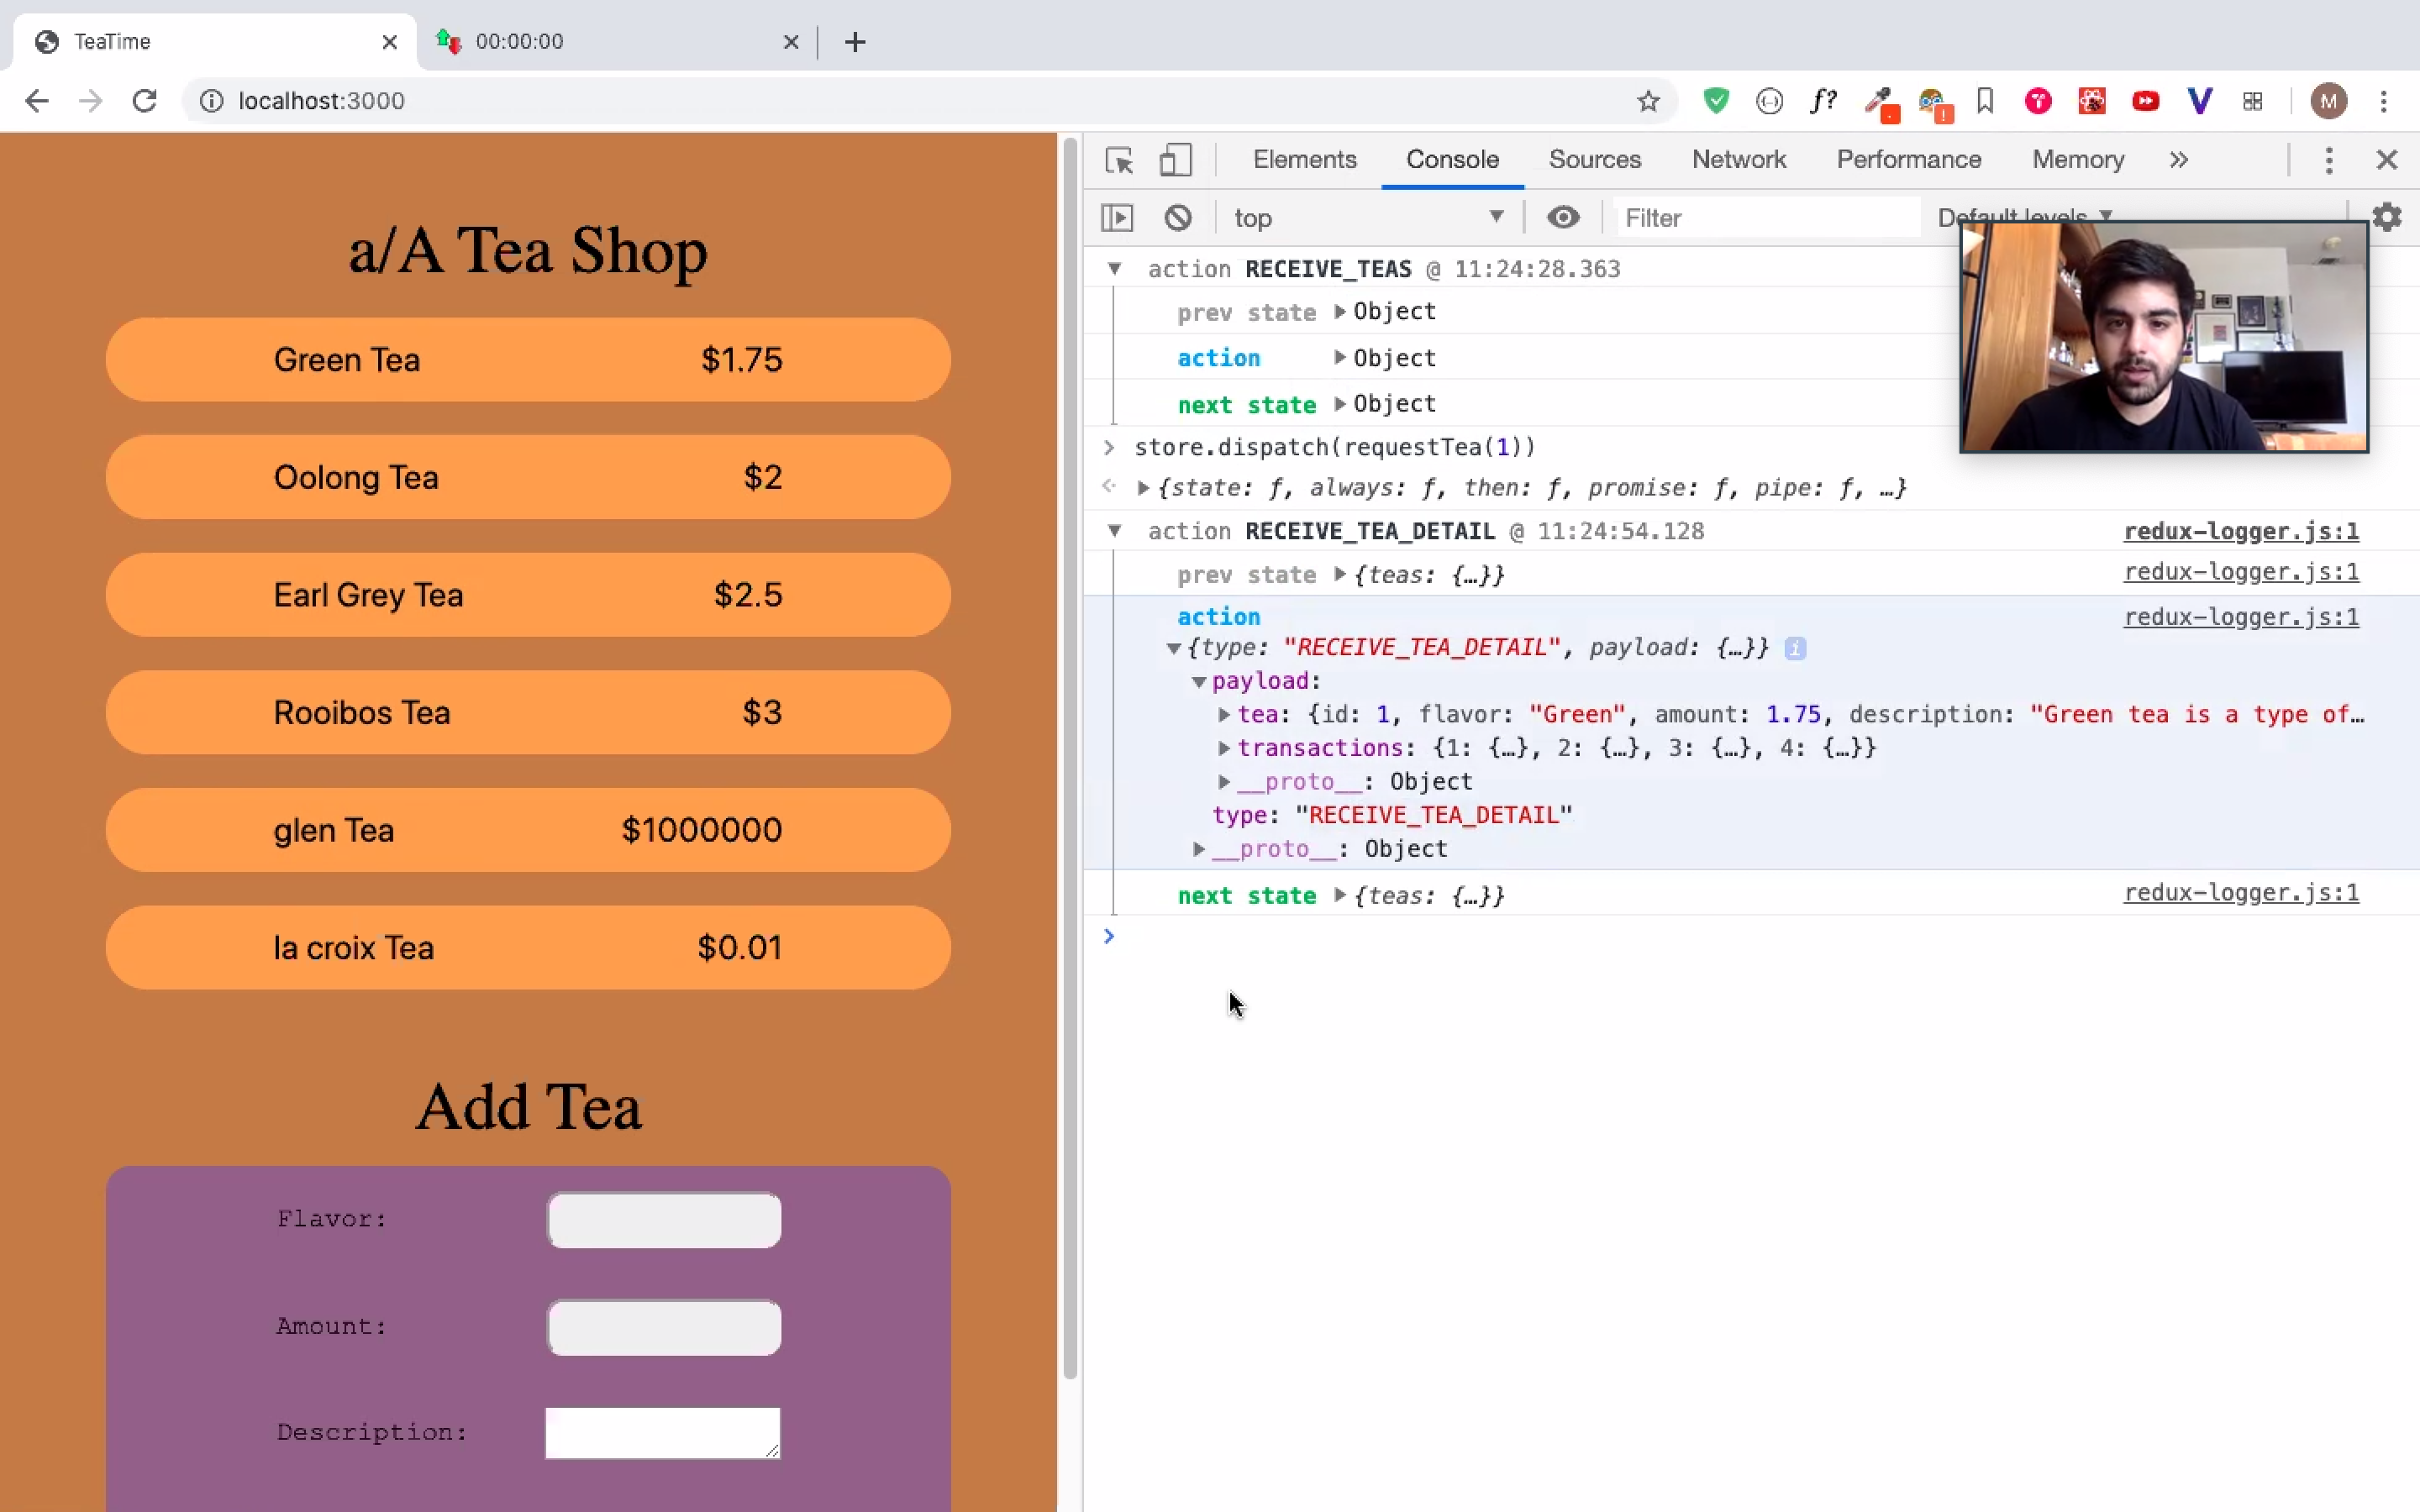 TeaTime
00:00:00
localhost:3000
f?
M
a/A Tea Shop
Green Tea $1.75
Oolong Tea $2
Earl Grey Tea $2.5
Rooibos Tea $3
glen Tea $1000000
la croix Tea $0.01
Add Tea
Flavor:
Amount:
Description:
Elements Console Sources Network Performance Memory »
top Filter Default levels
action RECEIVE_TEAS @ 11:24:28.363
prev state Object
action Object
next state Object
store.dispatch(requestTea(1))
{state: ƒ, always: ƒ, then: ƒ, promise: ƒ, pipe: ƒ, …}
action RECEIVE_TEA_DETAIL @ 11:24:54.128 redux-logger.js:1
prev state {teas: {…}} redux-logger.js:1
action redux-logger.js:1
{type: "RECEIVE_TEA_DETAIL", payload: {…}} i
payload:
tea: {id: 1, flavor: "Green", amount: 1.75, description: "Green tea is a type of…
transactions: {1: {…}, 2: {…}, 3: {…}, 4: {…}}
__proto__: Object
type: "RECEIVE_TEA_DETAIL"
__proto__: Object
next state {teas: {…}} redux-logger.js:1